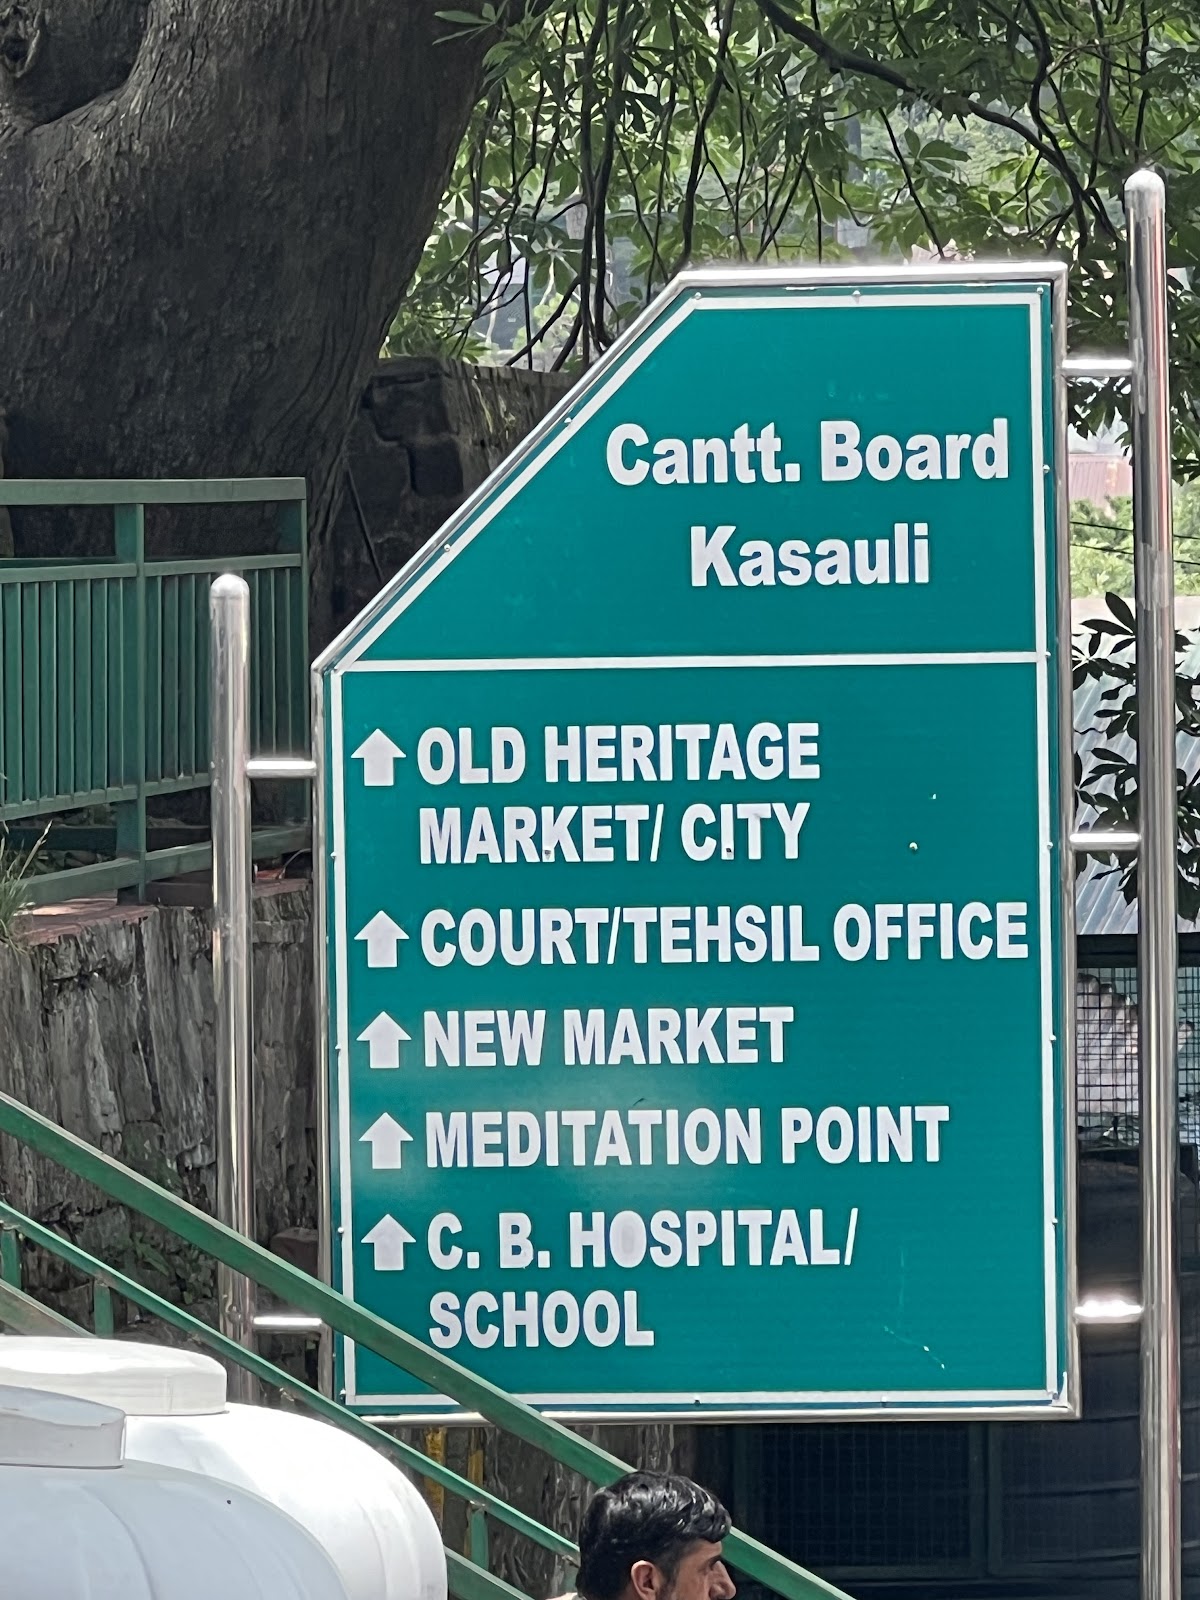 Cantt. Board
Kasauli
OLD HERITAGE
MARKET/ CITY
COURT/TEHSIL OFFICE
NEW MARKET
MEDITATION POINT
C. B. HOSPITAL/
SCHOOL